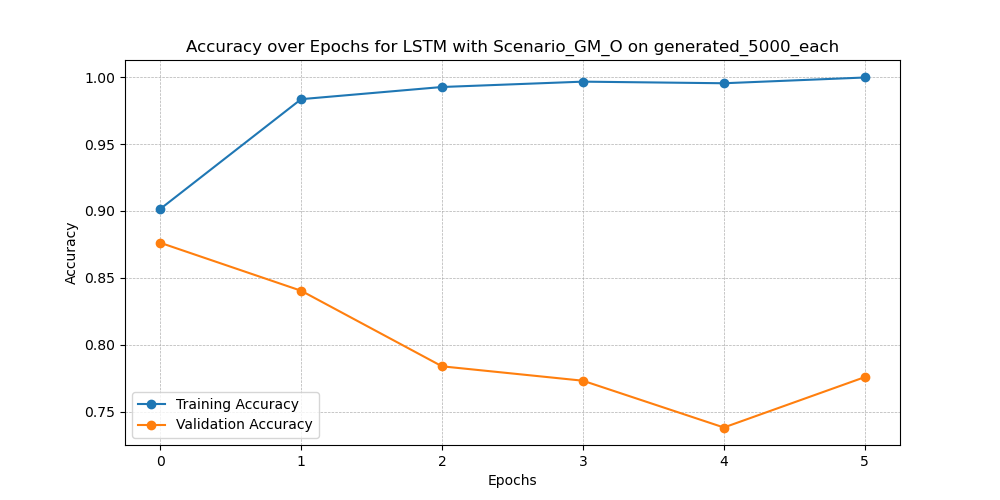 Accuracy over Epochs for LSTM with Scenario_GM_O on generated_5000_each
1.00
0.95
0.90
0.85
0.80
0.75
Accuracy
Training Accuracy
Validation Accuracy
0 1 2 3 4 5
Epochs